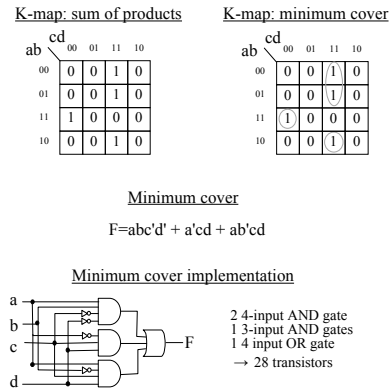 K-map: sum of products
K-map: minimum cover
cd
ab 00 01 11 10
00 0 0 1 0
01 0 0 1 0
11 1 0 0 0
10 0 0 1 0
cd
ab 00 01 11 10
00 0 0 1 0
01 0 0 1 0
11 1 0 0 0
10 0 0 1 0
Minimum cover
F=abc'd' + a'cd + ab'cd
Minimum cover implementation
a
b
c
d
F
2 4-input AND gate
1 3-input AND gates
1 4 input OR gate
→ 28 transistors